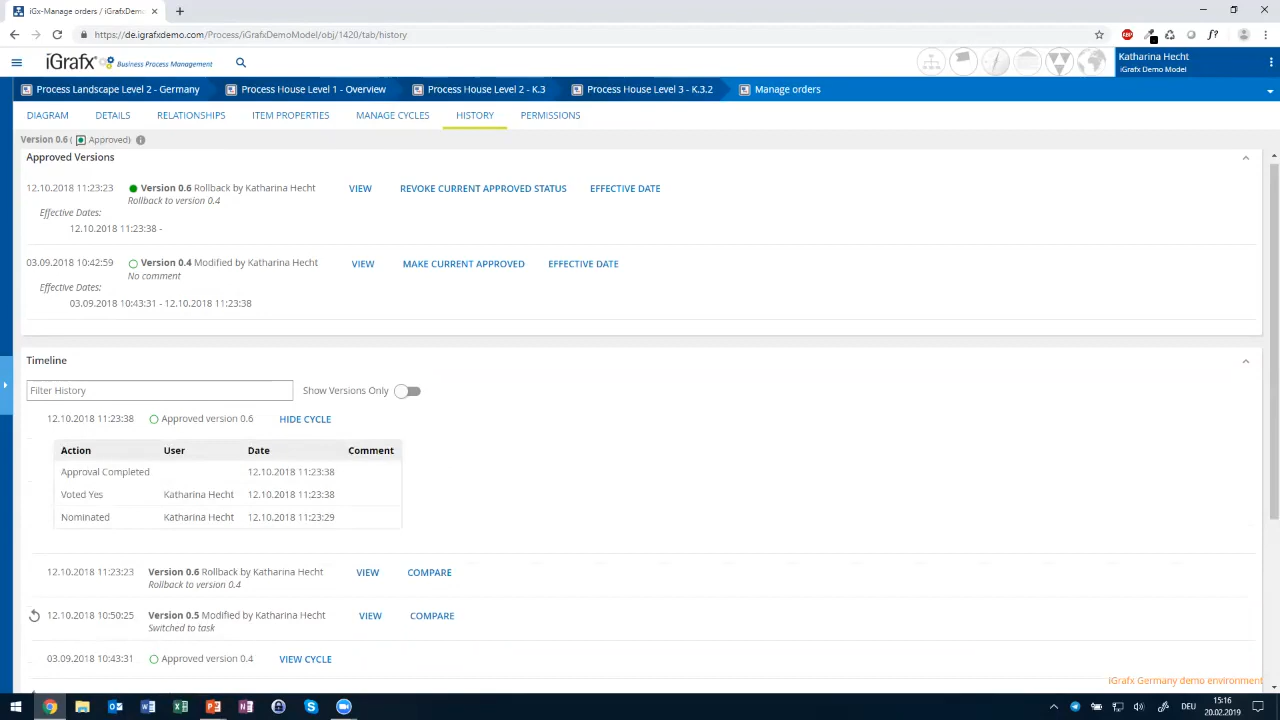 iGx-Manage orders / iGrafxDem
https://de.igrafxdemo.com/Process/iGrafxDemoModel/obj/1420/tab/history
ABP
f?
iGrafx Business Process Management
Katharina Hecht
iGrafx Demo Model
Process Landscape Level 2 - Germany
Process House Level 1 - Overview
Process House Level 2 - K.3
Process House Level 3 - K.3.2
Manage orders
DIAGRAM DETAILS RELATIONSHIPS ITEM PROPERTIES MANAGE CYCLES HISTORY PERMISSIONS
Version 0.6 ( Approved)
Approved Versions
12.10.2018 11:23:23 Version 0.6 Rollback by Katharina Hecht VIEW REVOKE CURRENT APPROVED STATUS EFFECTIVE DATE
Rollback to version 0.4
Effective Dates:
12.10.2018 11:23:38 -
03.09.2018 10:42:59 Version 0.4 Modified by Katharina Hecht VIEW MAKE CURRENT APPROVED EFFECTIVE DATE
No comment
Effective Dates:
03.09.2018 10:43:31 - 12.10.2018 11:23:38
Timeline
Filter History Show Versions Only
12.10.2018 11:23:38 Approved version 0.6 HIDE CYCLE
Action User Date Comment
Approval Completed 12.10.2018 11:23:38
Voted Yes Katharina Hecht 12.10.2018 11:23:38
Nominated Katharina Hecht 12.10.2018 11:23:29
12.10.2018 11:23:23 Version 0.6 Rollback by Katharina Hecht VIEW COMPARE
Rollback to version 0.4
12.10.2018 10:50:25 Version 0.5 Modified by Katharina Hecht VIEW COMPARE
Switched to task
03.09.2018 10:43:31 Approved version 0.4 VIEW CYCLE
iGrafx Germany demo environment
DEU
15:16
20.02.2019